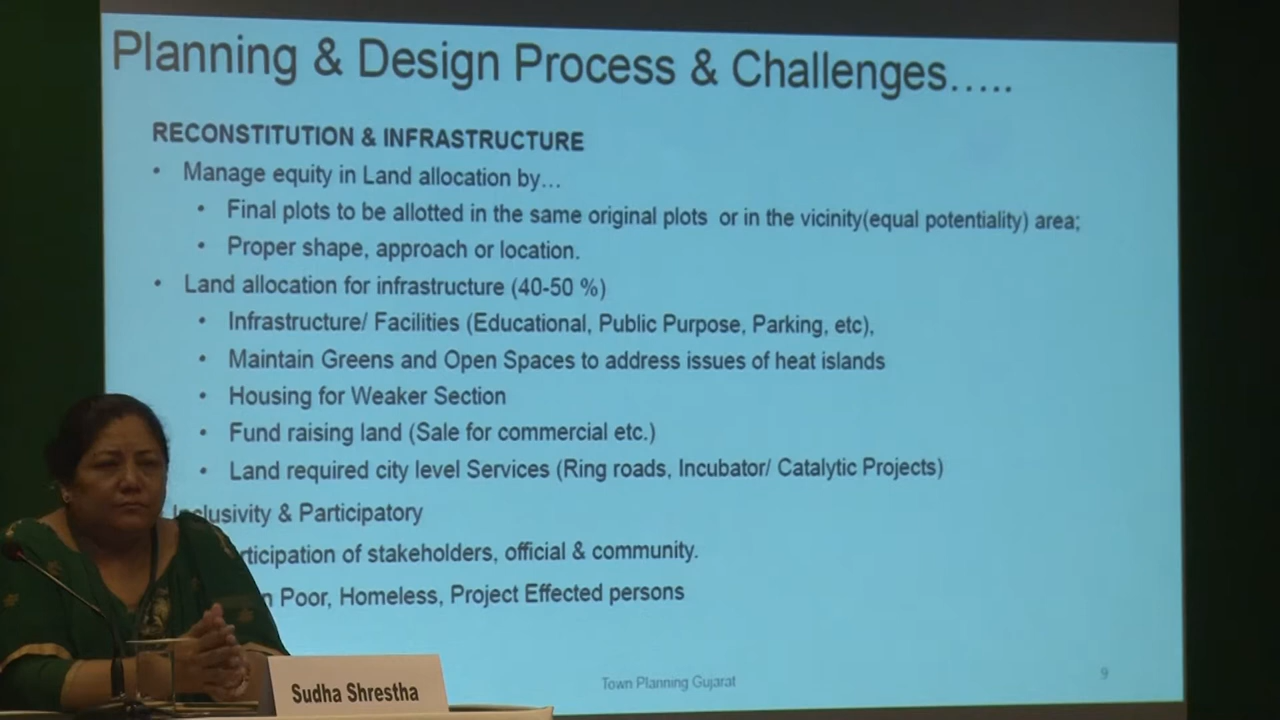 Planning & Design Process & Challenges…..
RECONSTITUTION & INFRASTRUCTURE
• Manage equity in Land allocation by…
• Final plots to be allotted in the same original plots or in the vicinity(equal potentiality) area;
• Proper shape, approach or location.
• Land allocation for infrastructure (40-50 %)
• Infrastructure/ Facilities (Educational, Public Purpose, Parking, etc),
• Maintain Greens and Open Spaces to address issues of heat islands
• Housing for Weaker Section
• Fund raising land (Sale for commercial etc.)
• Land required city level Services (Ring roads, Incubator/ Catalytic Projects)
Inclusivity & Participatory
of stakeholders, official & community.
Poor, Homeless, Project Effected persons
Town Planning Gujarat
9
Sudha Shrestha